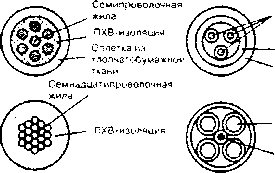 Семипроволочная
жила
ПХВ-изоляция
Оплетка из
хлопчатобумажной
ткани
Семнадцатипроволочная
жила
ПХВ-изоляция